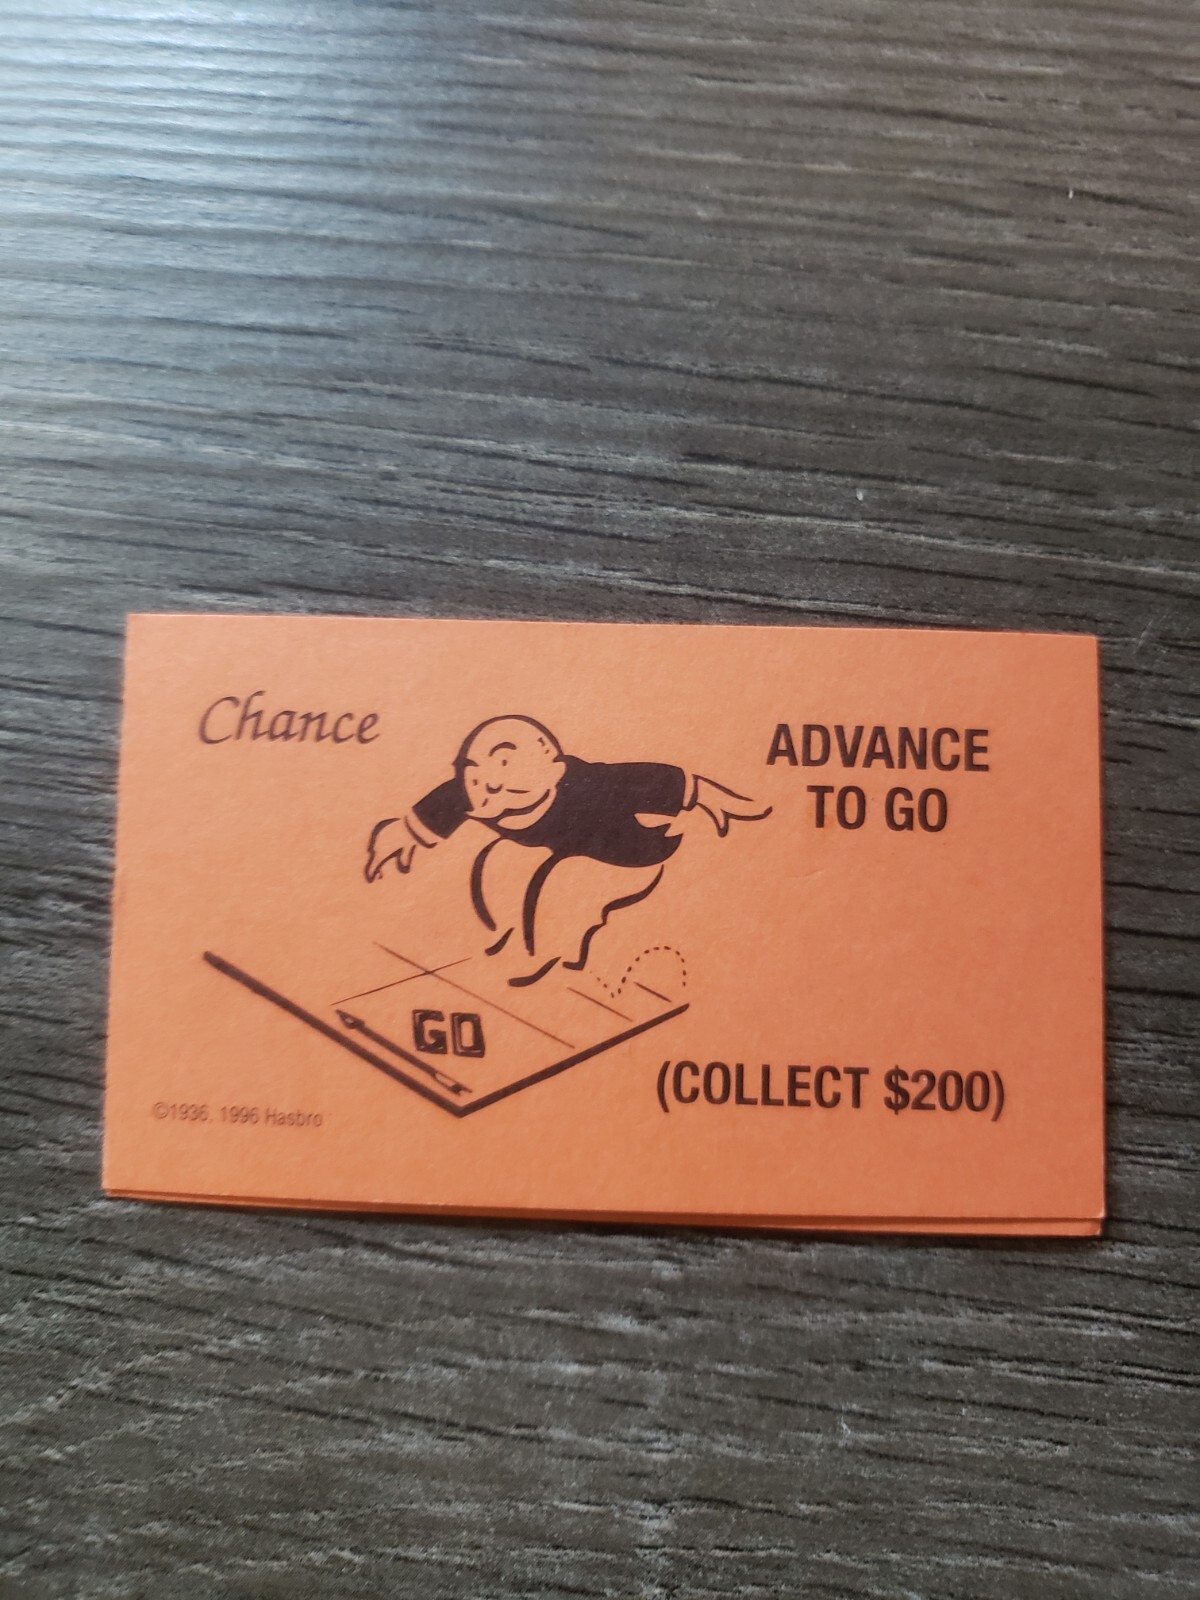 Chance
ADVANCE
TO GO
GO
(COLLECT $200)
©1936, 1996 Hasbro